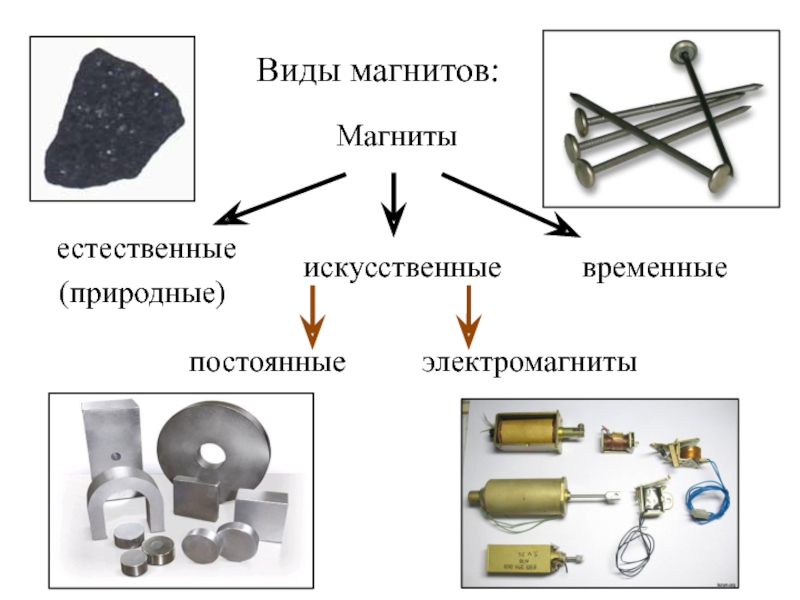 Виды магнитов:
Магниты
естественные
(природные)
искусственные
временные
постоянные
электромагниты